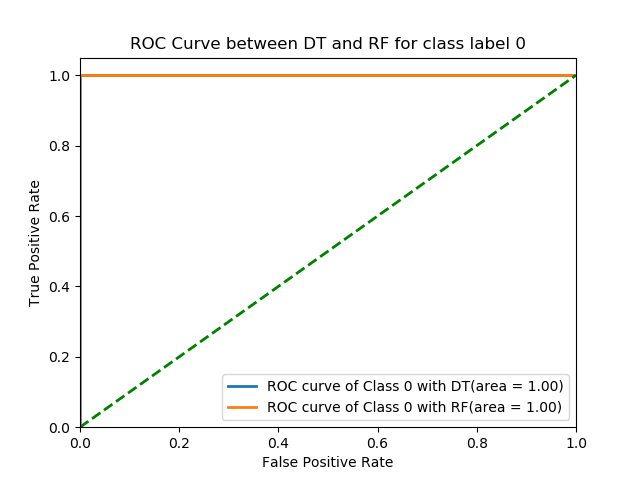 ROC Curve between DT and RF for class label 0
True Positive Rate
1.0
0.8
0.6
0.4
0.2
0.0
ROC curve of Class 0 with DT(area = 1.00)
ROC curve of Class 0 with RF(area = 1.00)
0.0 0.2 0.4 0.6 0.8 1.0
False Positive Rate